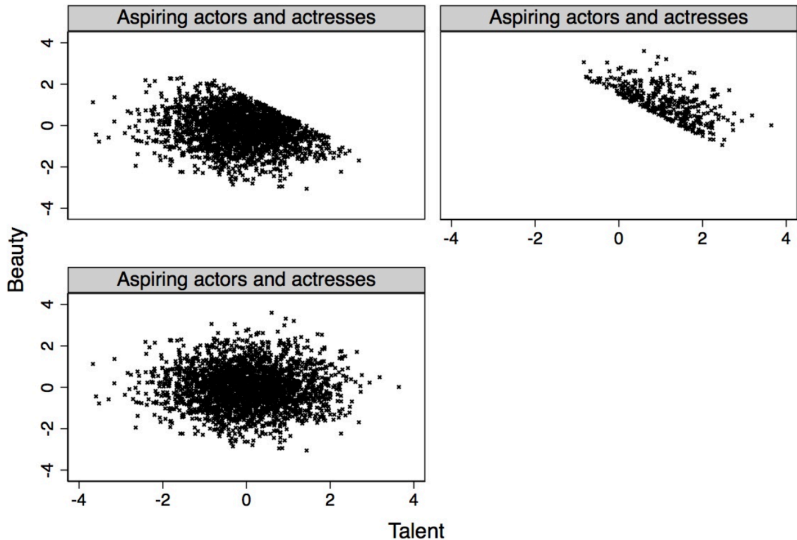 Aspiring actors and actresses
Aspiring actors and actresses
4
2
0
-2
-4
-4 -2 0 2 4
Beauty
Aspiring actors and actresses
4
2
0
-2
-4
-4 -2 0 2 4
Talent